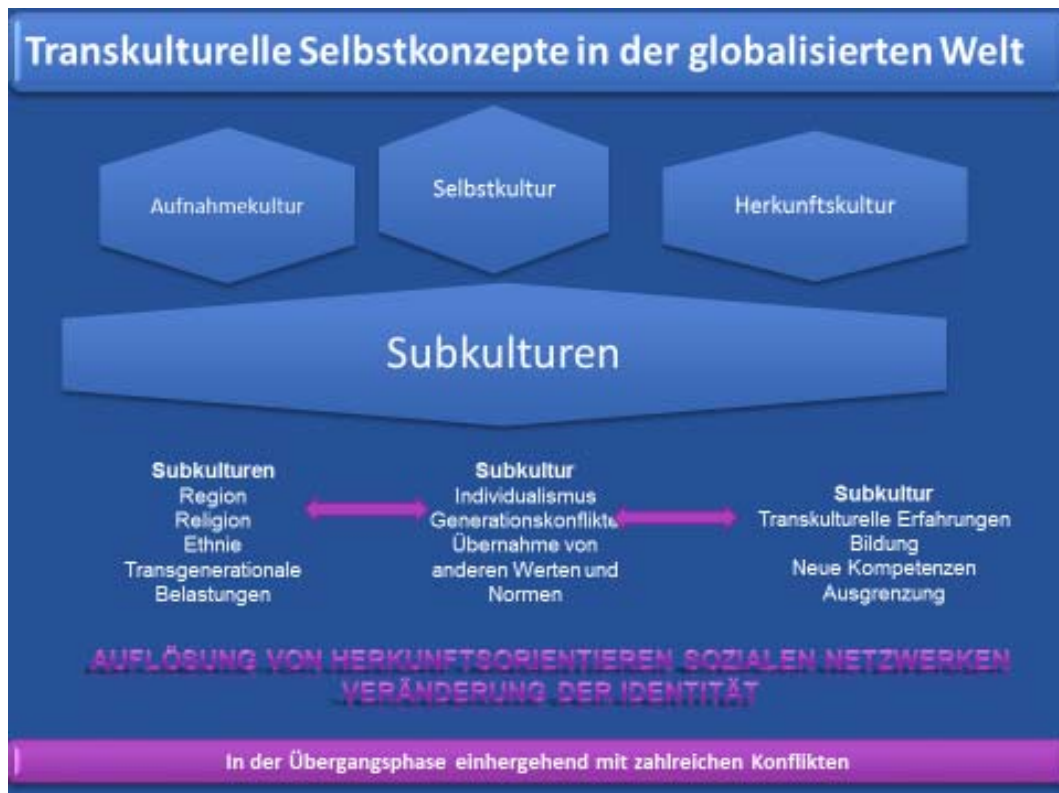 Transkulturelle Selbstkonzepte in der globalisierten Welt
Aufnahmekultur
Selbstkultur
Herkunftskultur
Subkulturen
Subkulturen
Region
Religion
Ethnie
Transgenerationale
Belastungen
Subkultur
Individualismus
Generationskonflikte
Übernahme von
anderen Werten und
Normen
Subkultur
Transkulturelle Erfahrungen
Bildung
Neue Kompetenzen
Ausgrenzung
AUFLÖSUNG VON HERKUNFTSORIENTIEREN SOZIALEN NETZWERKEN
VERÄNDERUNG DER IDENTITÄT
In der Übergangsphase einhergehend mit zahlreichen Konflikten